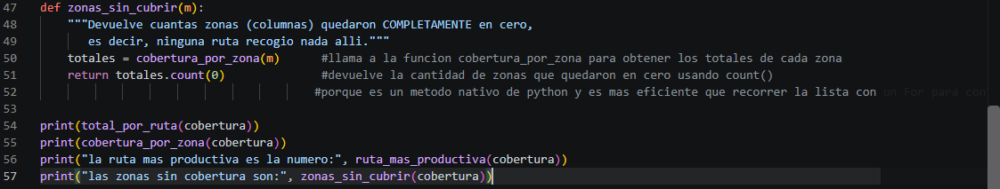 47 def zonas_sin_cubrir(m):
48 """Devuelve cuantas zonas (columnas) quedaron COMPLETAMENTE en cero,
49 es decir, ninguna ruta recogio nada alli."""
50 totales = cobertura_por_zona(m) #llama a la funcion cobertura_por_zona para obtener los totales de cada zona
51 return totales.count(0) #devuelve la cantidad de zonas que quedaron en cero usando count()
52 #porque es un metodo nativo de python y es mas eficiente que recorrer la lista con un For para con
53
54 print(total_por_ruta(cobertura))
55 print(cobertura_por_zona(cobertura))
56 print("la ruta mas productiva es la numero:", ruta_mas_productiva(cobertura))
57 print("las zonas sin cobertura son:", zonas_sin_cubrir(cobertura))